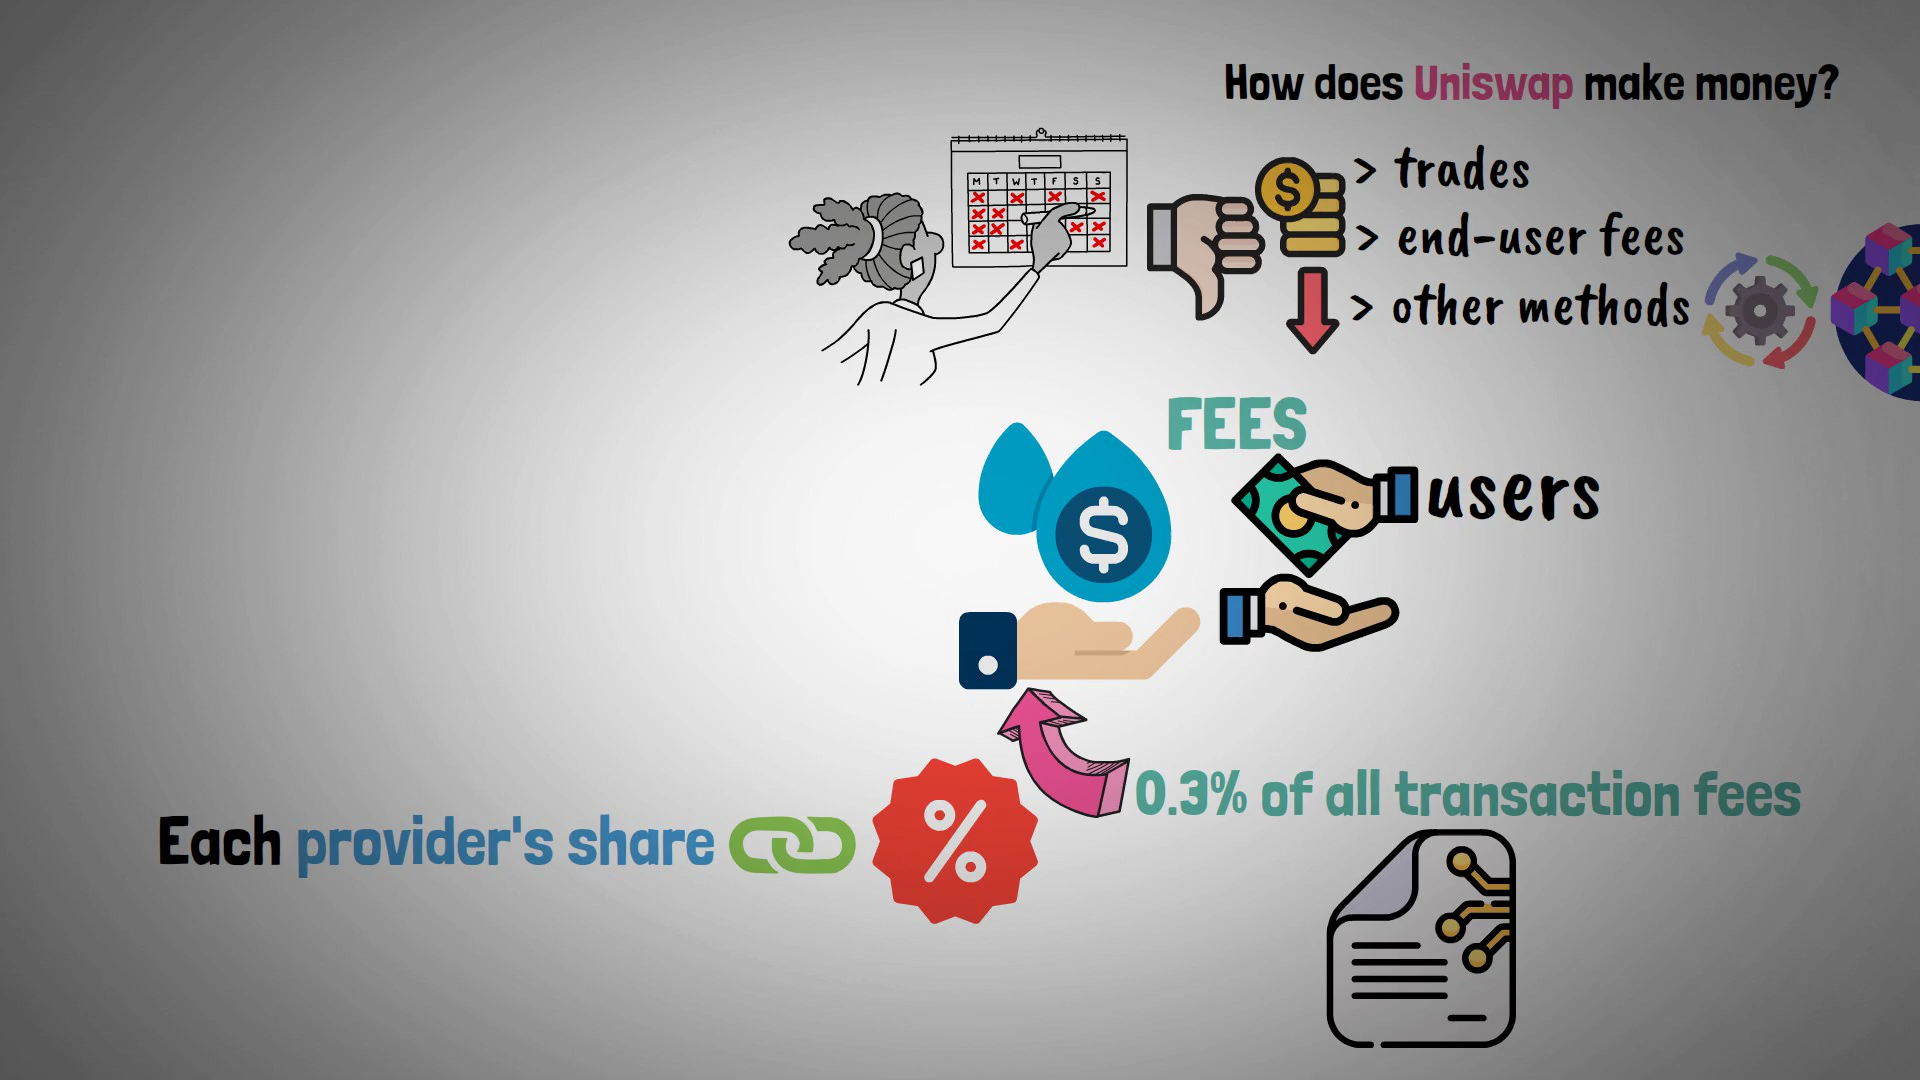 How does Uniswap make money?
M T W T F S S
> trades
> end-user fees
> other methods
FEES
$
$
users
0.3% of all transaction fees
Each provider's share
%